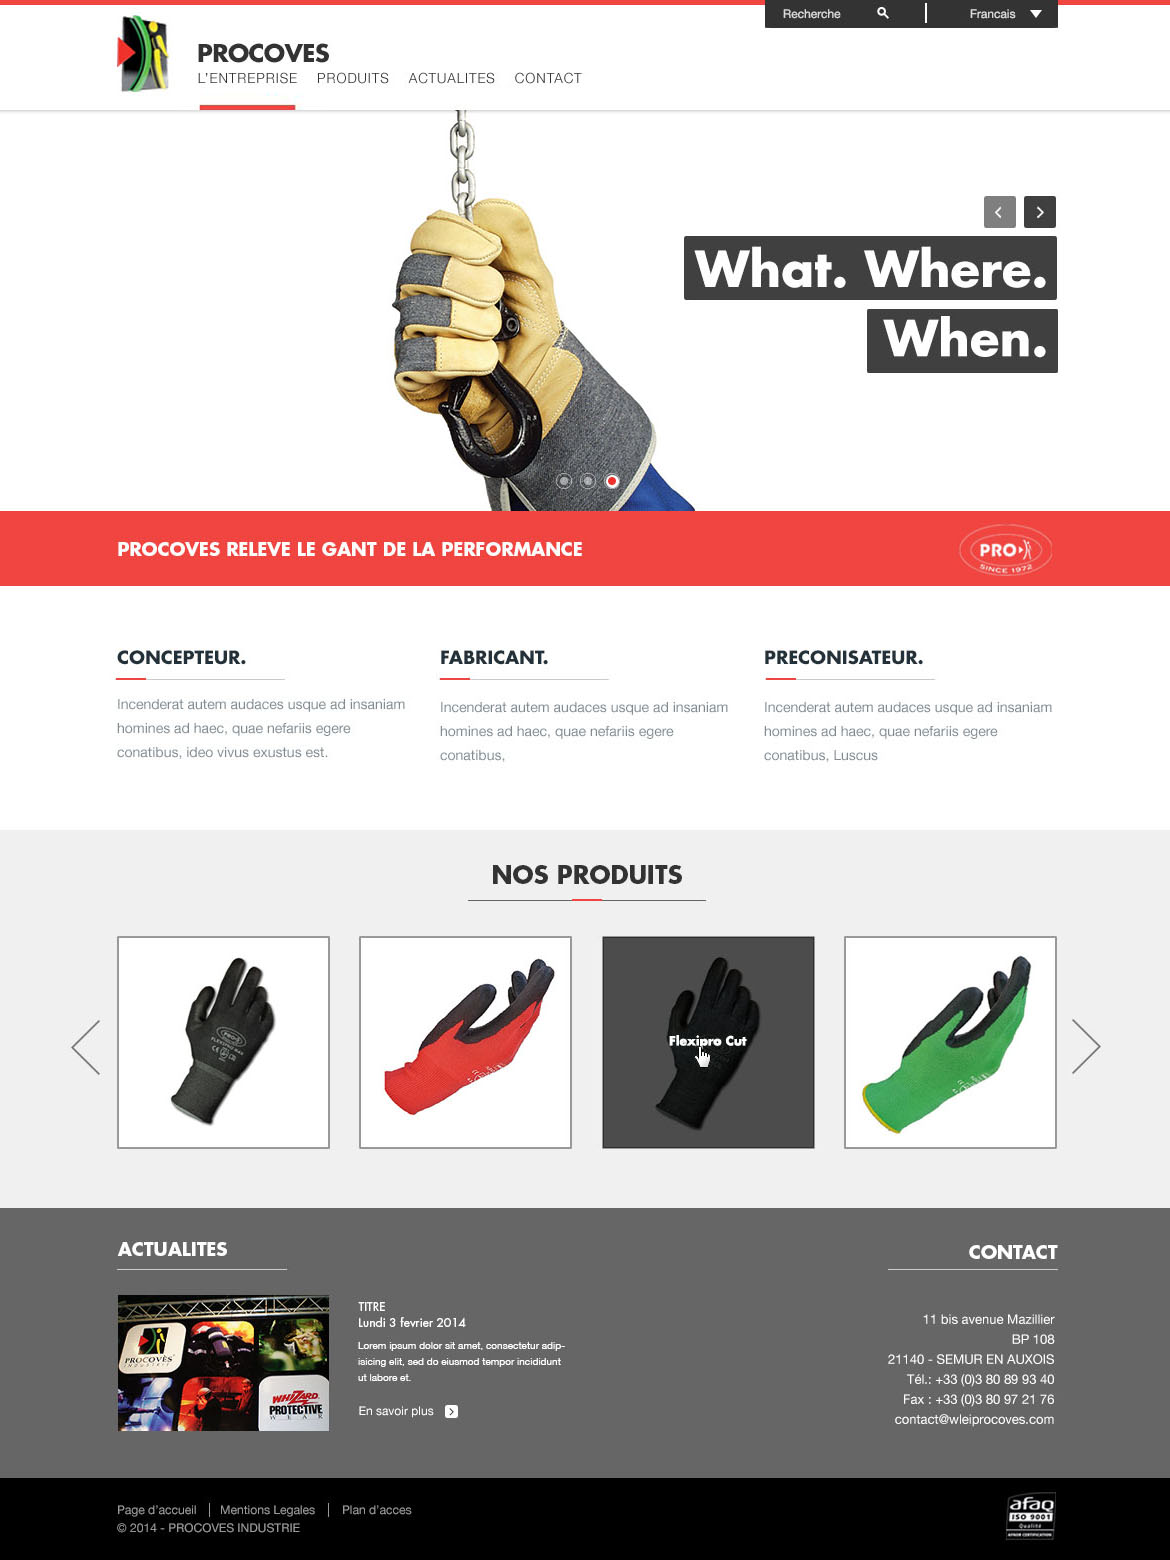 Recherche
Francais
PROCOVES
L'ENTREPRISE PRODUITS ACTUALITES CONTACT
What. Where.
When.
PROCOVES RELEVE LE GANT DE LA PERFORMANCE
PRO
SINCE 1972
CONCEPTEUR.
Incenderat autem audaces usque ad insaniam
homines ad haec, quae nefariis egere
conatibus, ideo vivus exustus est.
FABRICANT.
Incenderat autem audaces usque ad insaniam
homines ad haec, quae nefariis egere
conatibus,
PRECONISATEUR.
Incenderat autem audaces usque ad insaniam
homines ad haec, quae nefariis egere
conatibus, Luscus
NOS PRODUITS
PRO
Flexipro Cut
ACTUALITES
PROCOVES
INDUSTRIE
WHIZARD
PROTECTIVE
WEAR
TITRE
Lundi 3 fevrier 2014
Lorem ipsum dolor sit amet, consectetur adip-
isicing elit, sed do eiusmod tempor incididunt
ut labore et.
En savoir plus
CONTACT
11 bis avenue Mazillier
BP 108
21140 - SEMUR EN AUXOIS
Tél.: +33 (0)3 80 89 93 40
Fax : +33 (0)3 80 97 21 76
contact@wleiprocoves.com
Page d'accueil Mentions Legales Plan d'acces
© 2014 - PROCOVES INDUSTRIE
afaq
ISO 9001
Qualité
AFNOR CERTIFICATION